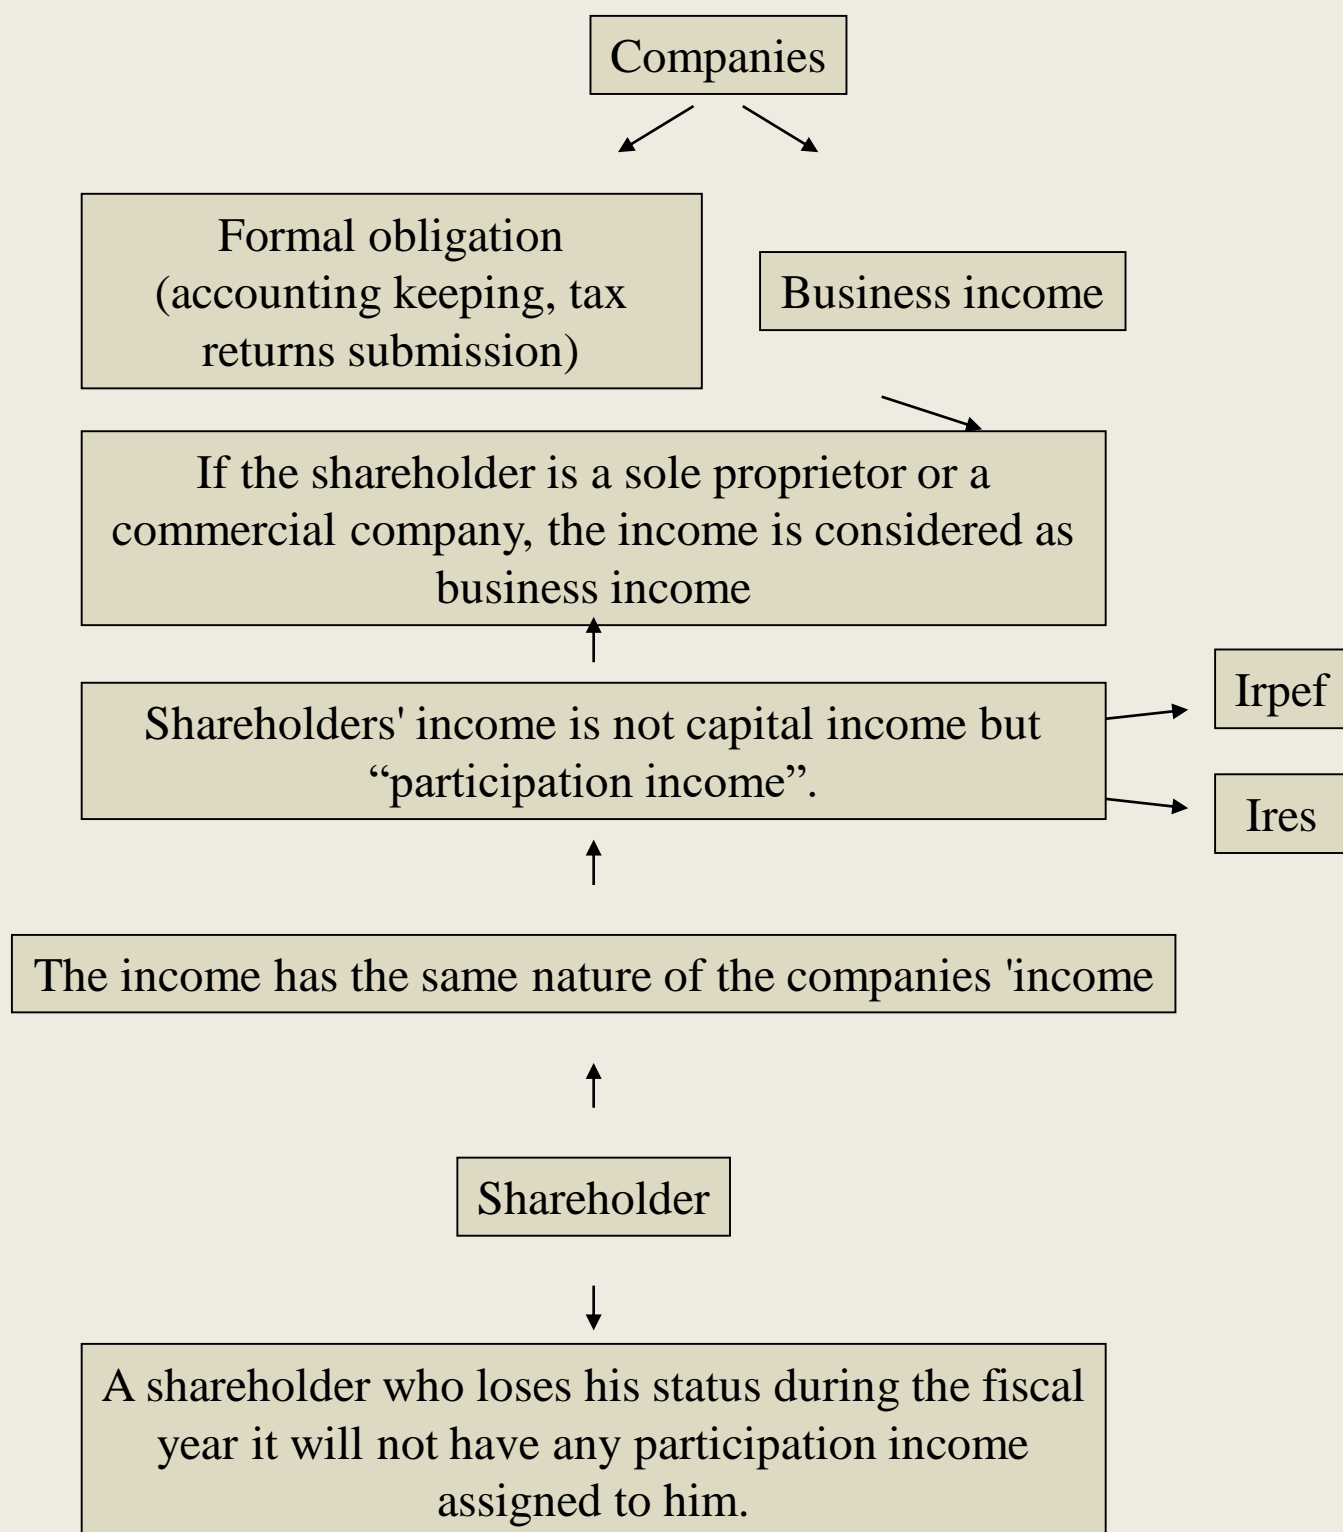 Companies
Formal obligation
(accounting keeping, tax
returns submission)
Business income
If the shareholder is a sole proprietor or a
commercial company, the income is considered as
business income
Shareholders' income is not capital income but
“participation income”.
Irpef
Ires
The income has the same nature of the companies 'income
Shareholder
A shareholder who loses his status during the fiscal
year it will not have any participation income
assigned to him.